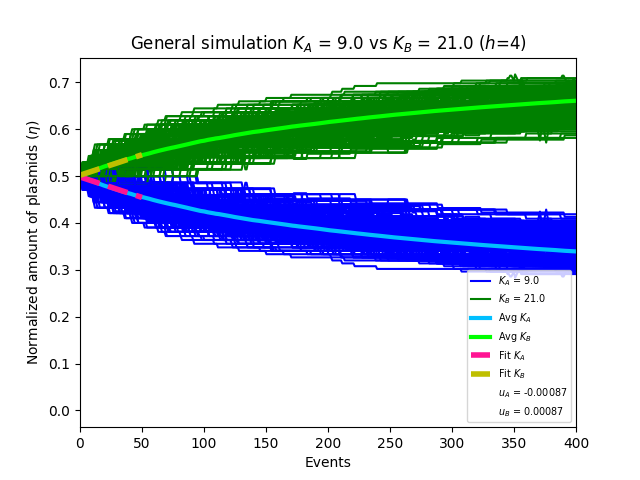 General simulation K_A = 9.0 vs K_B = 21.0 (h=4)
Normalized amount of plasmids (η)
0.7
0.6
0.5
0.4
0.3
0.2
0.1
0.0
K_A = 9.0
K_B = 21.0
Avg K_A
Avg K_B
Fit K_A
Fit K_B
u_A = -0.00087
u_B = 0.00087
0 50 100 150 200 250 300 350 400
Events